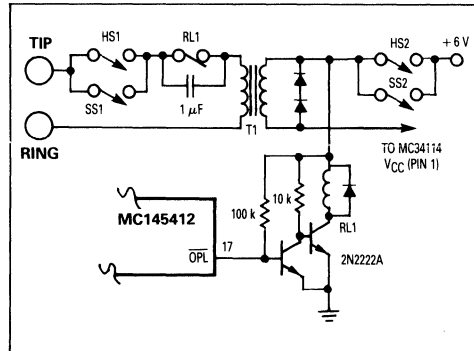 HS1
RL1
HS2
+6 V
TIP
SS1
1 μF
T1
SS2
RING
TO MC34114
VCC (PIN 1)
MC145412
100 k
10 k
RL1
OPL
17
2N2222A